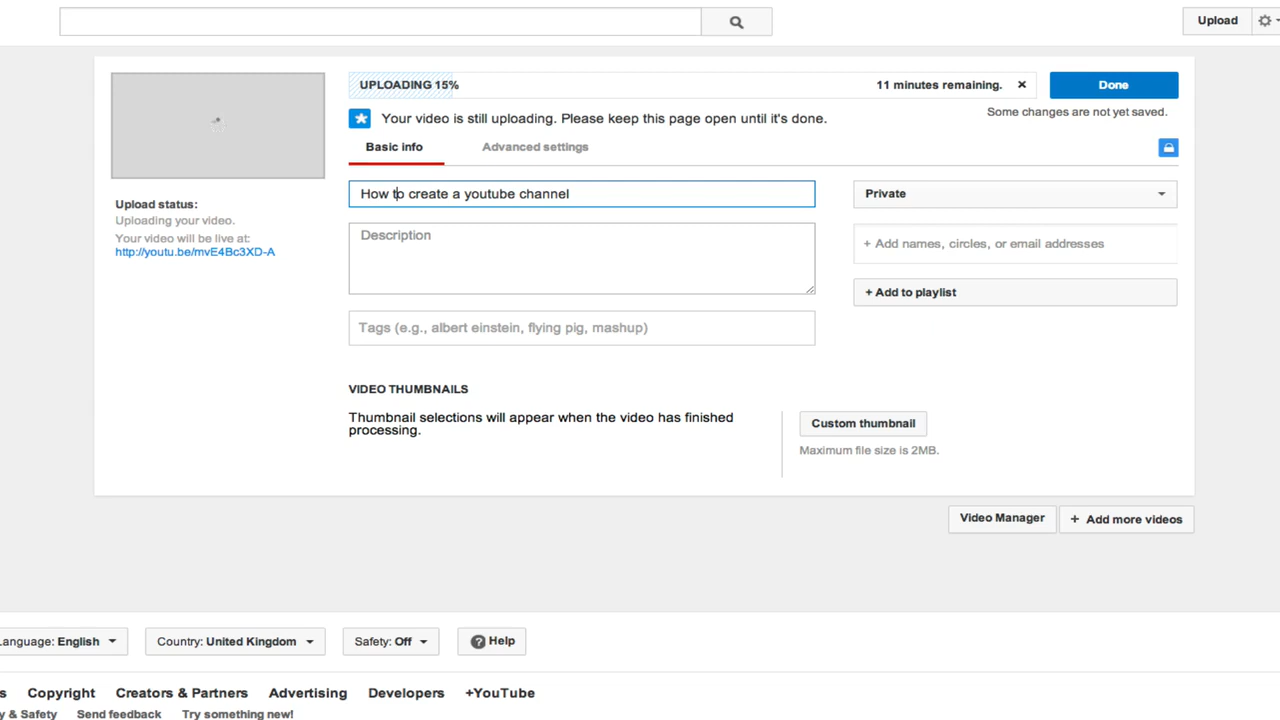 Upload
UPLOADING 15%
11 minutes remaining.
Done
Your video is still uploading. Please keep this page open until it's done.
Some changes are not yet saved.
Basic info
Advanced settings
How to create a youtube channel
Private
Upload status:
Uploading your video.
Your video will be live at:
http://youtu.be/mvE4Bc3XD-A
Description
+ Add names, circles, or email addresses
+ Add to playlist
Tags (e.g., albert einstein, flying pig, mashup)
VIDEO THUMBNAILS
Thumbnail selections will appear when the video has finished
processing.
Custom thumbnail
Maximum file size is 2MB.
Video Manager
+ Add more videos
Language: English
Country: United Kingdom
Safety: Off
? Help
s Copyright Creators & Partners Advertising Developers +YouTube
y & Safety Send feedback Try something new!